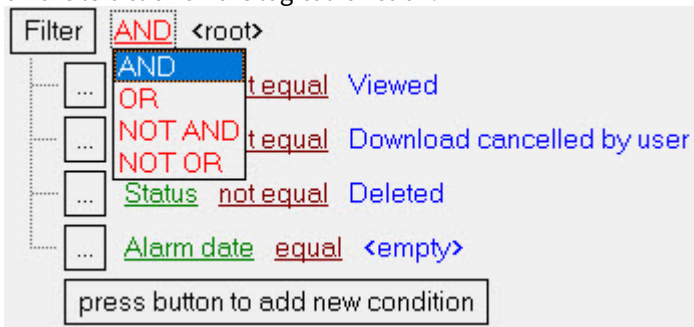 Filter AND <root>
AND
OR
NOT AND
NOT OR
... t equal Viewed
... t equal Download cancelled by user
... Status not equal Deleted
... Alarm date equal <empty>
press button to add new condition